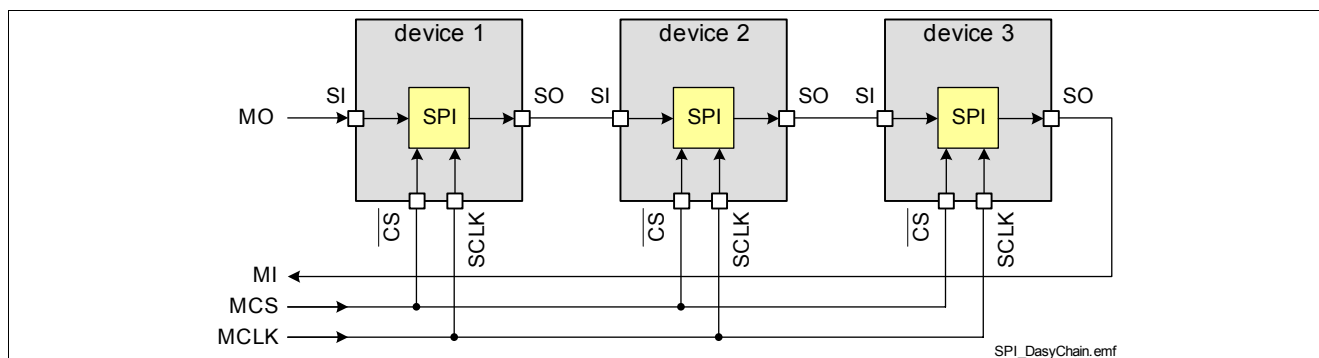 device 1 device 2 device 3
SI SO SI SO SI SO
MO SPI SPI SPI
CS SCLK CS SCLK CS SCLK
MI
MCS
MCLK
SPI_DasyChain.emf